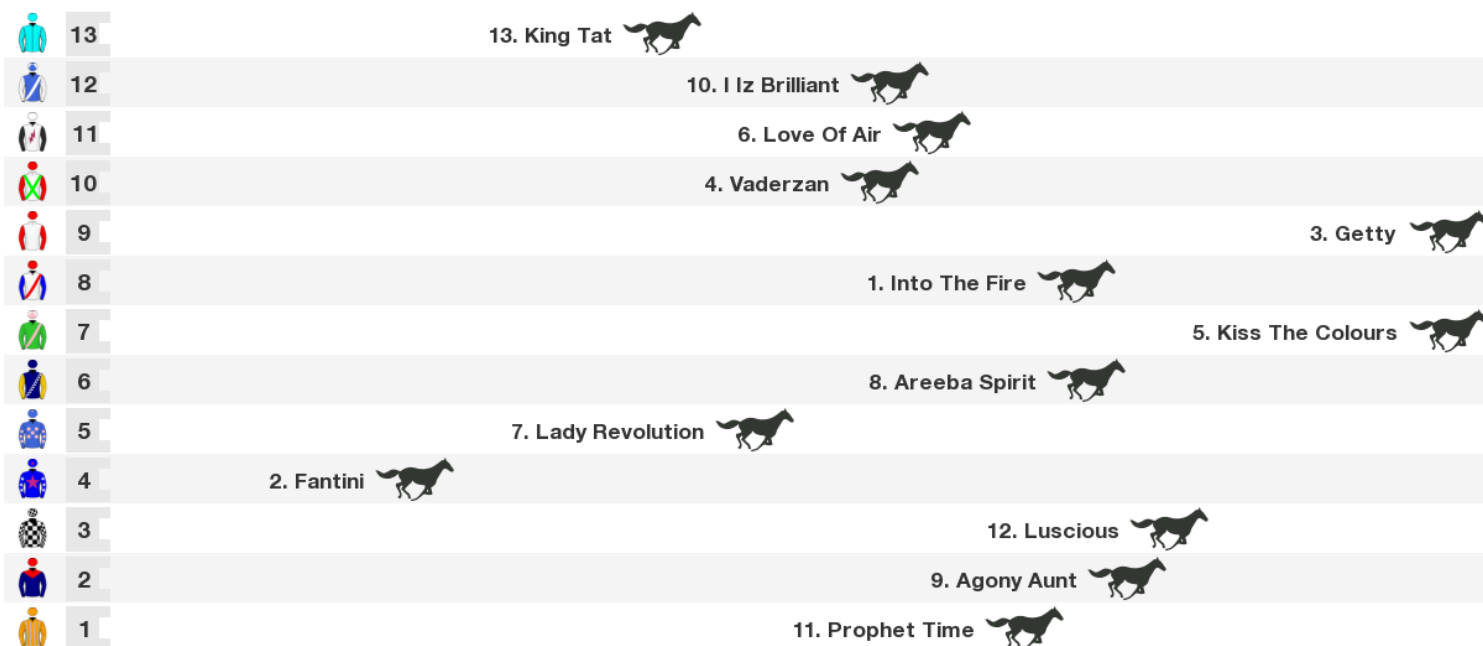 13 13. King Tat
12 10. I Iz Brilliant
11 6. Love Of Air
10 4. Vaderzan
9 3. Getty
8 1. Into The Fire
7 5. Kiss The Colours
6 8. Areeba Spirit
5 7. Lady Revolution
4 2. Fantini
3 12. Luscious
2 9. Agony Aunt
1 11. Prophet Time